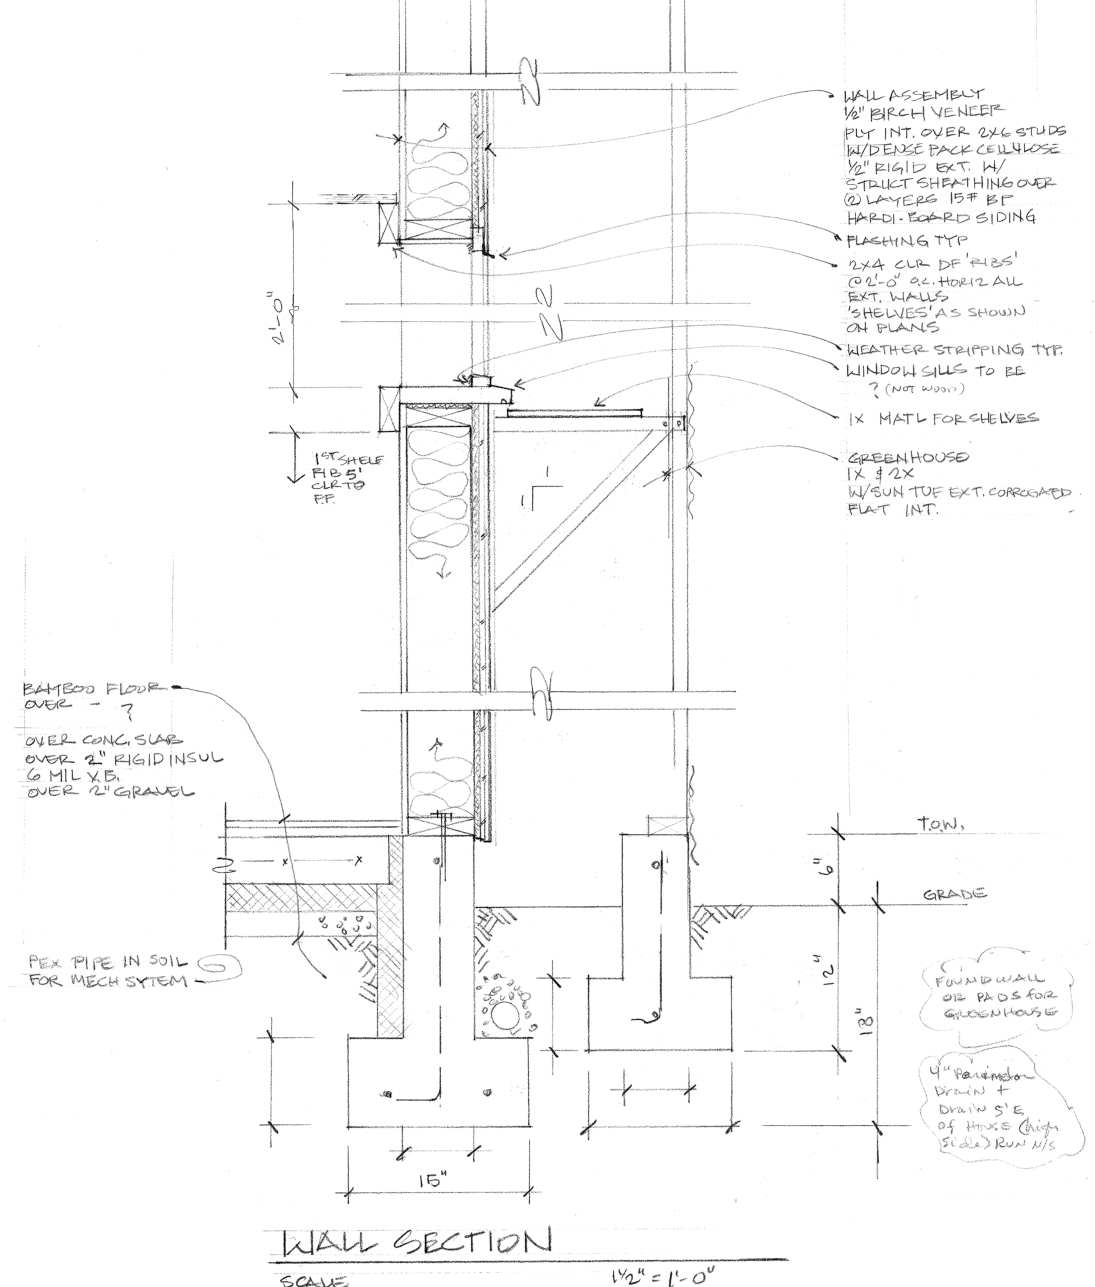 WALL ASSEMBLY
1/2" BIRCH VENEER
PLY INT. OVER 2X6 STUDS
W/DENSE PACK CELLULOSE
1/2" RIGID EXT. W/
STRUCT SHEATHING OVER
(2) LAYERS 15# BP
HARDI-BOARD SIDING
FLASHING TYP
2X4 CLR DF 'RIBS'
@ 2'-0" O.C. HORIZ ALL
EXT. WALLS
'SHELVES' AS SHOWN
ON PLANS
WEATHER STRIPPING TYP.
WINDOW SILLS TO BE
? (NOT WOOD)
1X MATL FOR SHELVES
GREENHOUSE
1X & 2X
W/SUN TUF EXT. CORROGATED
FLAT INT.
2'-0"
1ST SHELF
RIB 5'
CLR TO
F.F.
BAMBOO FLOOR
OVER - ?
OVER CONC. SLAB
OVER 2" RIGID INSUL
6 MIL V.B.
OVER 2" GRAVEL
PEX PIPE IN SOIL
FOR MECH SYTEM
T.O.W.
6"
GRADE
12"
18"
FOUND WALL
OR PADS FOR
GREENHOUSE
4" Perimeter
Drain +
Drain 5' E
of House (high
side) RUN N/S
15"
WALL SECTION
SCALE 1 1/2" = 1'-0"